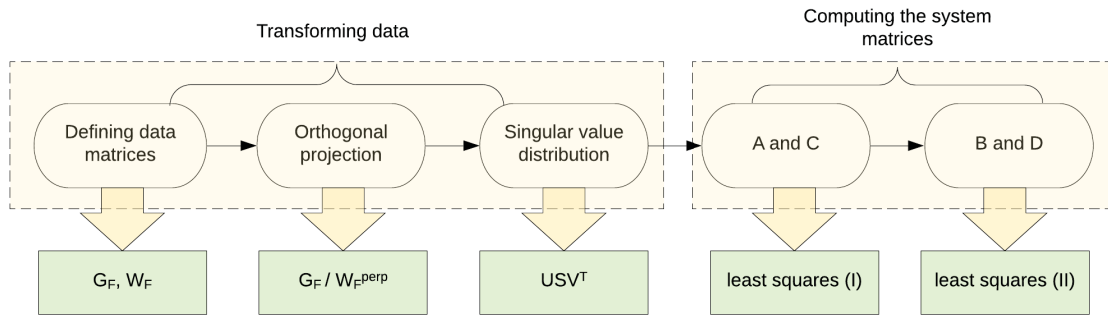 Transforming data
Computing the system
matrices
Defining data
matrices
Orthogonal
projection
Singular value
distribution
A and C
B and D
G_F, W_F
G_F / W_F^perp
USV^T
least squares (I)
least squares (II)